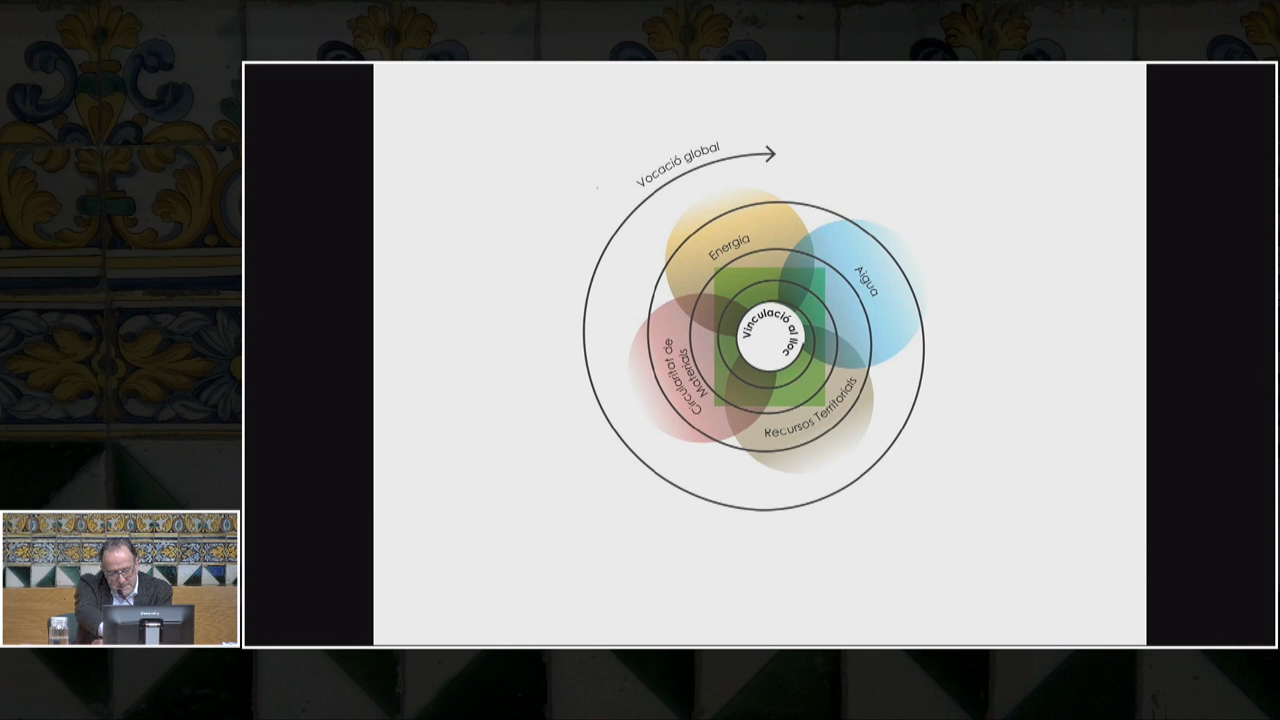 Vocació global
Energia
Aigua
Vinculació al lloc
Circularitat de
Materials
Recursos Territorials